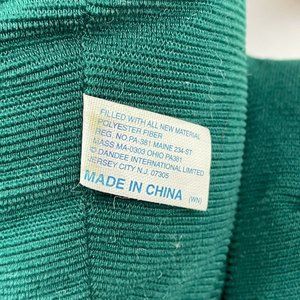 FILLED WITH ALL NEW MATERIAL
POLYESTER FIBER
REG. NO. PA-381 MAINE 234-ST
MASS MA-0303 OHIO PA381
DANDEE INTERNATIONAL LIMITED
JERSEY CITY N.J. 07305
MADE IN CHINA (WN)